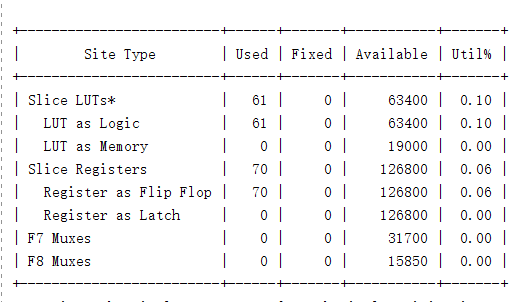 +--------------------------+------+-------+-----------+-------+
|         Site Type        | Used | Fixed | Available | Util% |
+--------------------------+------+-------+-----------+-------+
| Slice LUTs*              |   61 |     0 |     63400 |  0.10 |
|   LUT as Logic           |   61 |     0 |     63400 |  0.10 |
|   LUT as Memory          |    0 |     0 |     19000 |  0.00 |
| Slice Registers          |   70 |     0 |    126800 |  0.06 |
|   Register as Flip Flop  |   70 |     0 |    126800 |  0.06 |
|   Register as Latch      |    0 |     0 |    126800 |  0.00 |
| F7 Muxes                 |    0 |     0 |     31700 |  0.00 |
| F8 Muxes                 |    0 |     0 |     15850 |  0.00 |
+--------------------------+------+-------+-----------+-------+